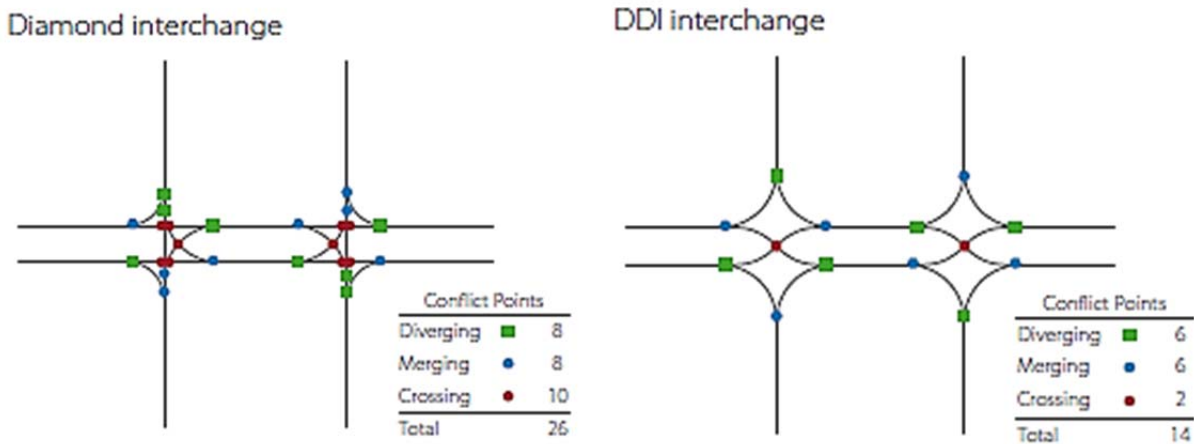 Diamond interchange
Conflict Points
Diverging 8
Merging 8
Crossing 10
Total 26
DDI interchange
Conflict Points
Diverging 6
Merging 6
Crossing 2
Total 14